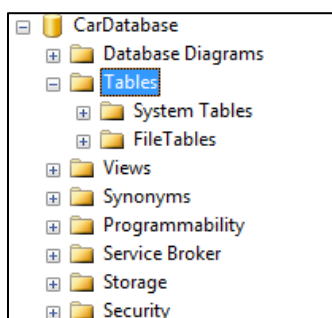 CarDatabase
Database Diagrams
Tables
System Tables
FileTables
Views
Synonyms
Programmability
Service Broker
Storage
Security